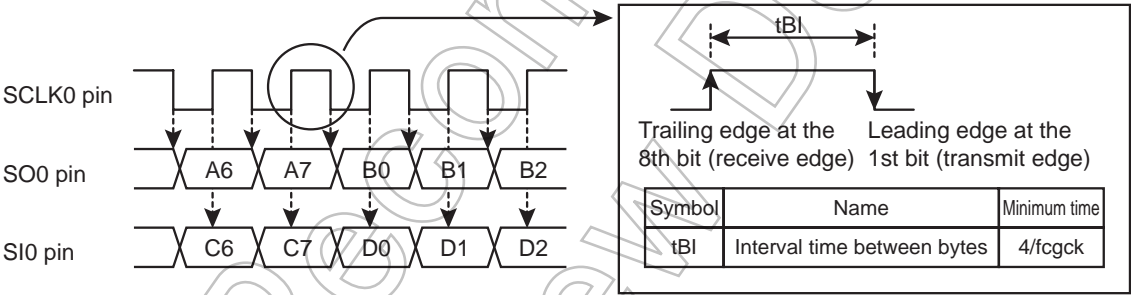 tBI
SCLK0 pin
Trailing edge at the
8th bit (receive edge)
Leading edge at the
1st bit (transmit edge)
SO0 pin
A6 A7 B0 B1 B2
Symbol Name Minimum time
tBI Interval time between bytes 4/fcgck
SI0 pin
C6 C7 D0 D1 D2